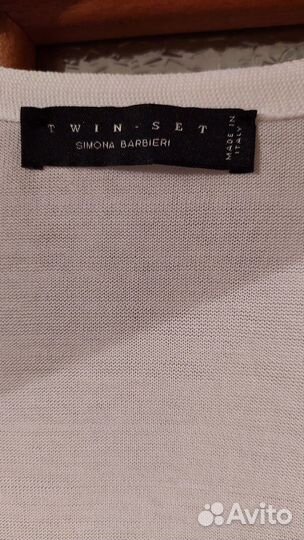 TWIN-SET
SIMONA BARBIERI
MADE IN
ITALY
Avito